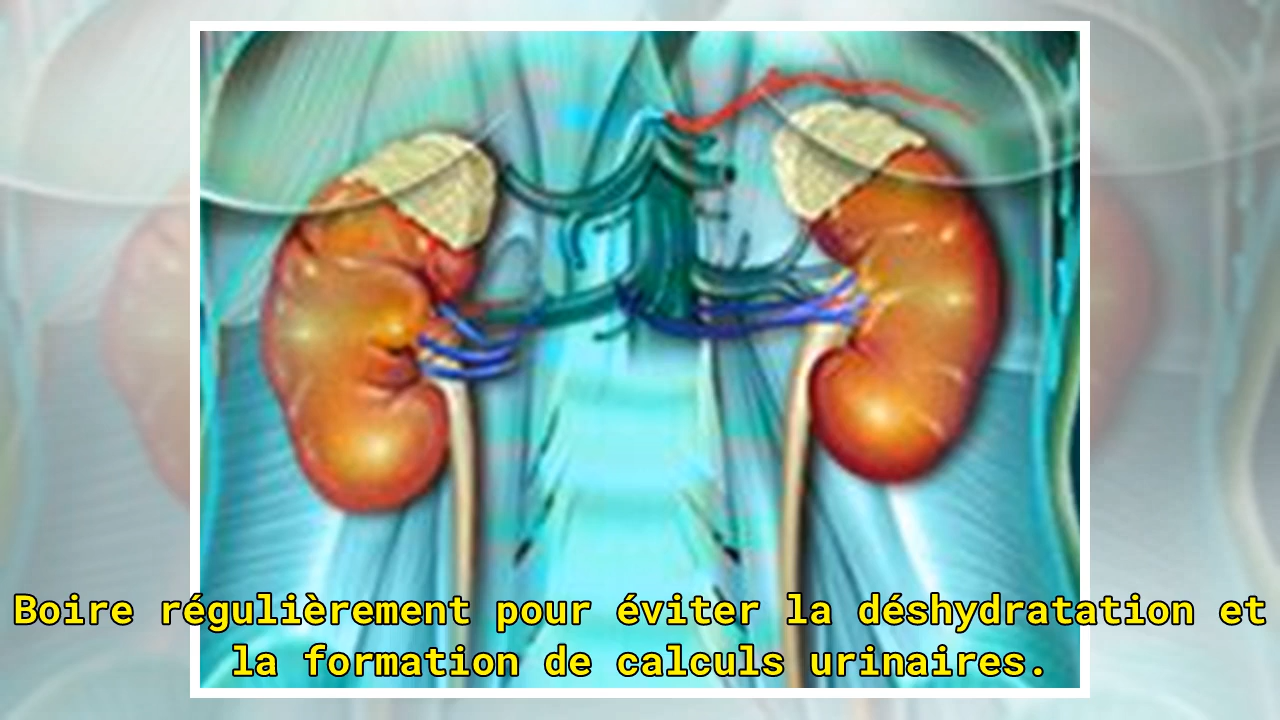 Boire régulièrement pour éviter la déshydratation et
la formation de calculs urinaires.